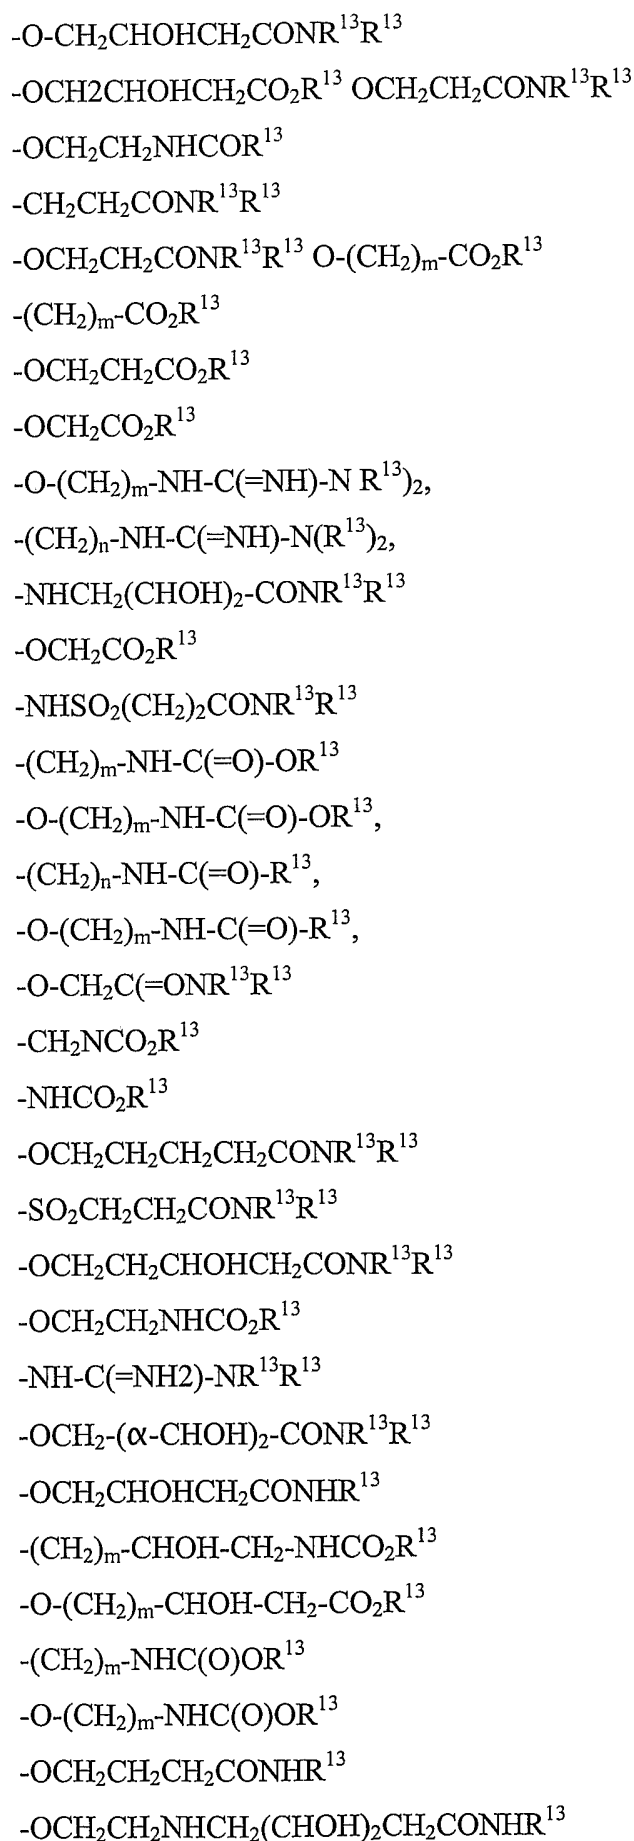 -O-CH₂CHOHCH₂CONR¹³R¹³
-OCH2CHOHCH₂CO₂R¹³ OCH₂CH₂CONR¹³R¹³
-OCH₂CH₂NHCOR¹³
-CH₂CH₂CONR¹³R¹³
-OCH₂CH₂CONR¹³R¹³ O-(CH₂)ₘ-CO₂R¹³
-(CH₂)ₘ-CO₂R¹³
-OCH₂CH₂CO₂R¹³
-OCH₂CO₂R¹³
-O-(CH₂)ₘ-NH-C(=NH)-N R¹³)₂,
-(CH₂)ₙ-NH-C(=NH)-N(R¹³)₂,
-NHCH₂(CHOH)₂-CONR¹³R¹³
-OCH₂CO₂R¹³
-NHSO₂(CH₂)₂CONR¹³R¹³
-(CH₂)ₘ-NH-C(=O)-OR¹³
-O-(CH₂)ₘ-NH-C(=O)-OR¹³,
-(CH₂)ₙ-NH-C(=O)-R¹³,
-O-(CH₂)ₘ-NH-C(=O)-R¹³,
-O-CH₂C(=ONR¹³R¹³
-CH₂NCO₂R¹³
-NHCO₂R¹³
-OCH₂CH₂CH₂CH₂CONR¹³R¹³
-SO₂CH₂CH₂CONR¹³R¹³
-OCH₂CH₂CHOHCH₂CONR¹³R¹³
-OCH₂CH₂NHCO₂R¹³
-NH-C(=NH2)-NR¹³R¹³
-OCH₂-(α-CHOH)₂-CONR¹³R¹³
-OCH₂CHOHCH₂CONHR¹³
-(CH₂)ₘ-CHOH-CH₂-NHCO₂R¹³
-O-(CH₂)ₘ-CHOH-CH₂-CO₂R¹³
-(CH₂)ₘ-NHC(O)OR¹³
-O-(CH₂)ₘ-NHC(O)OR¹³
-OCH₂CH₂CH₂CONHR¹³
-OCH₂CH₂NHCH₂(CHOH)₂CH₂CONHR¹³